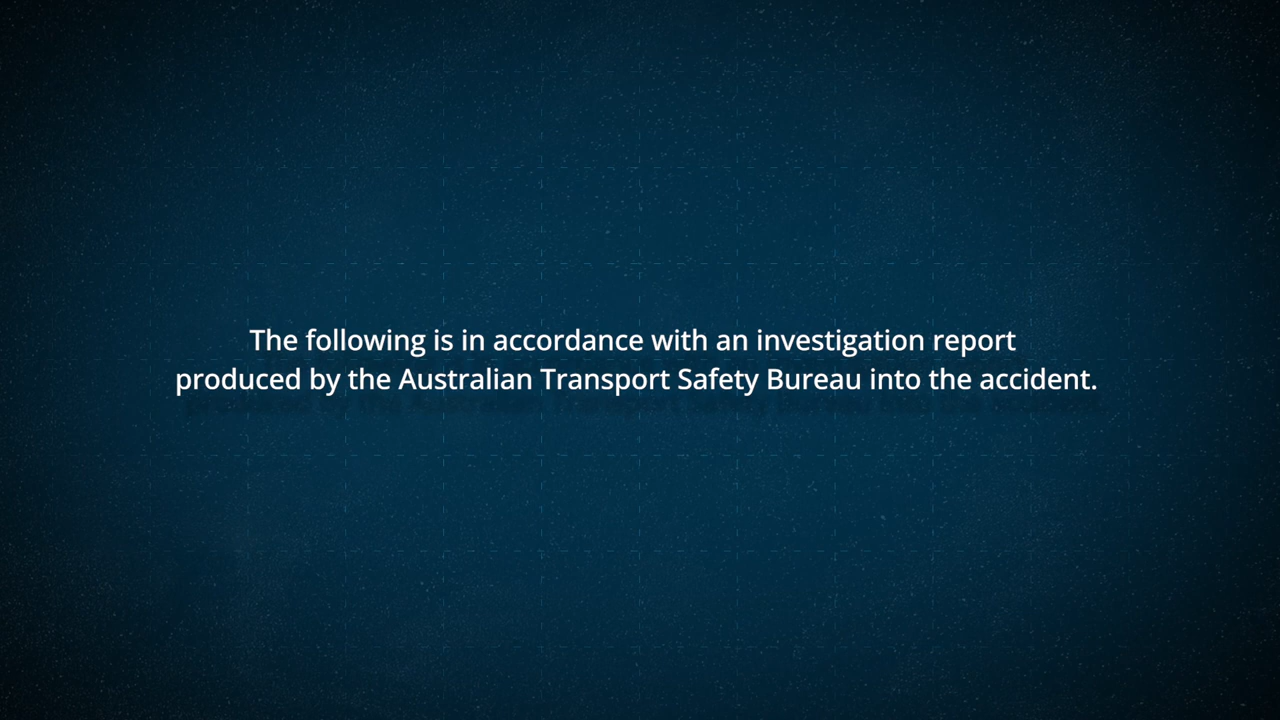 The following is in accordance with an investigation report
produced by the Australian Transport Safety Bureau into the accident.